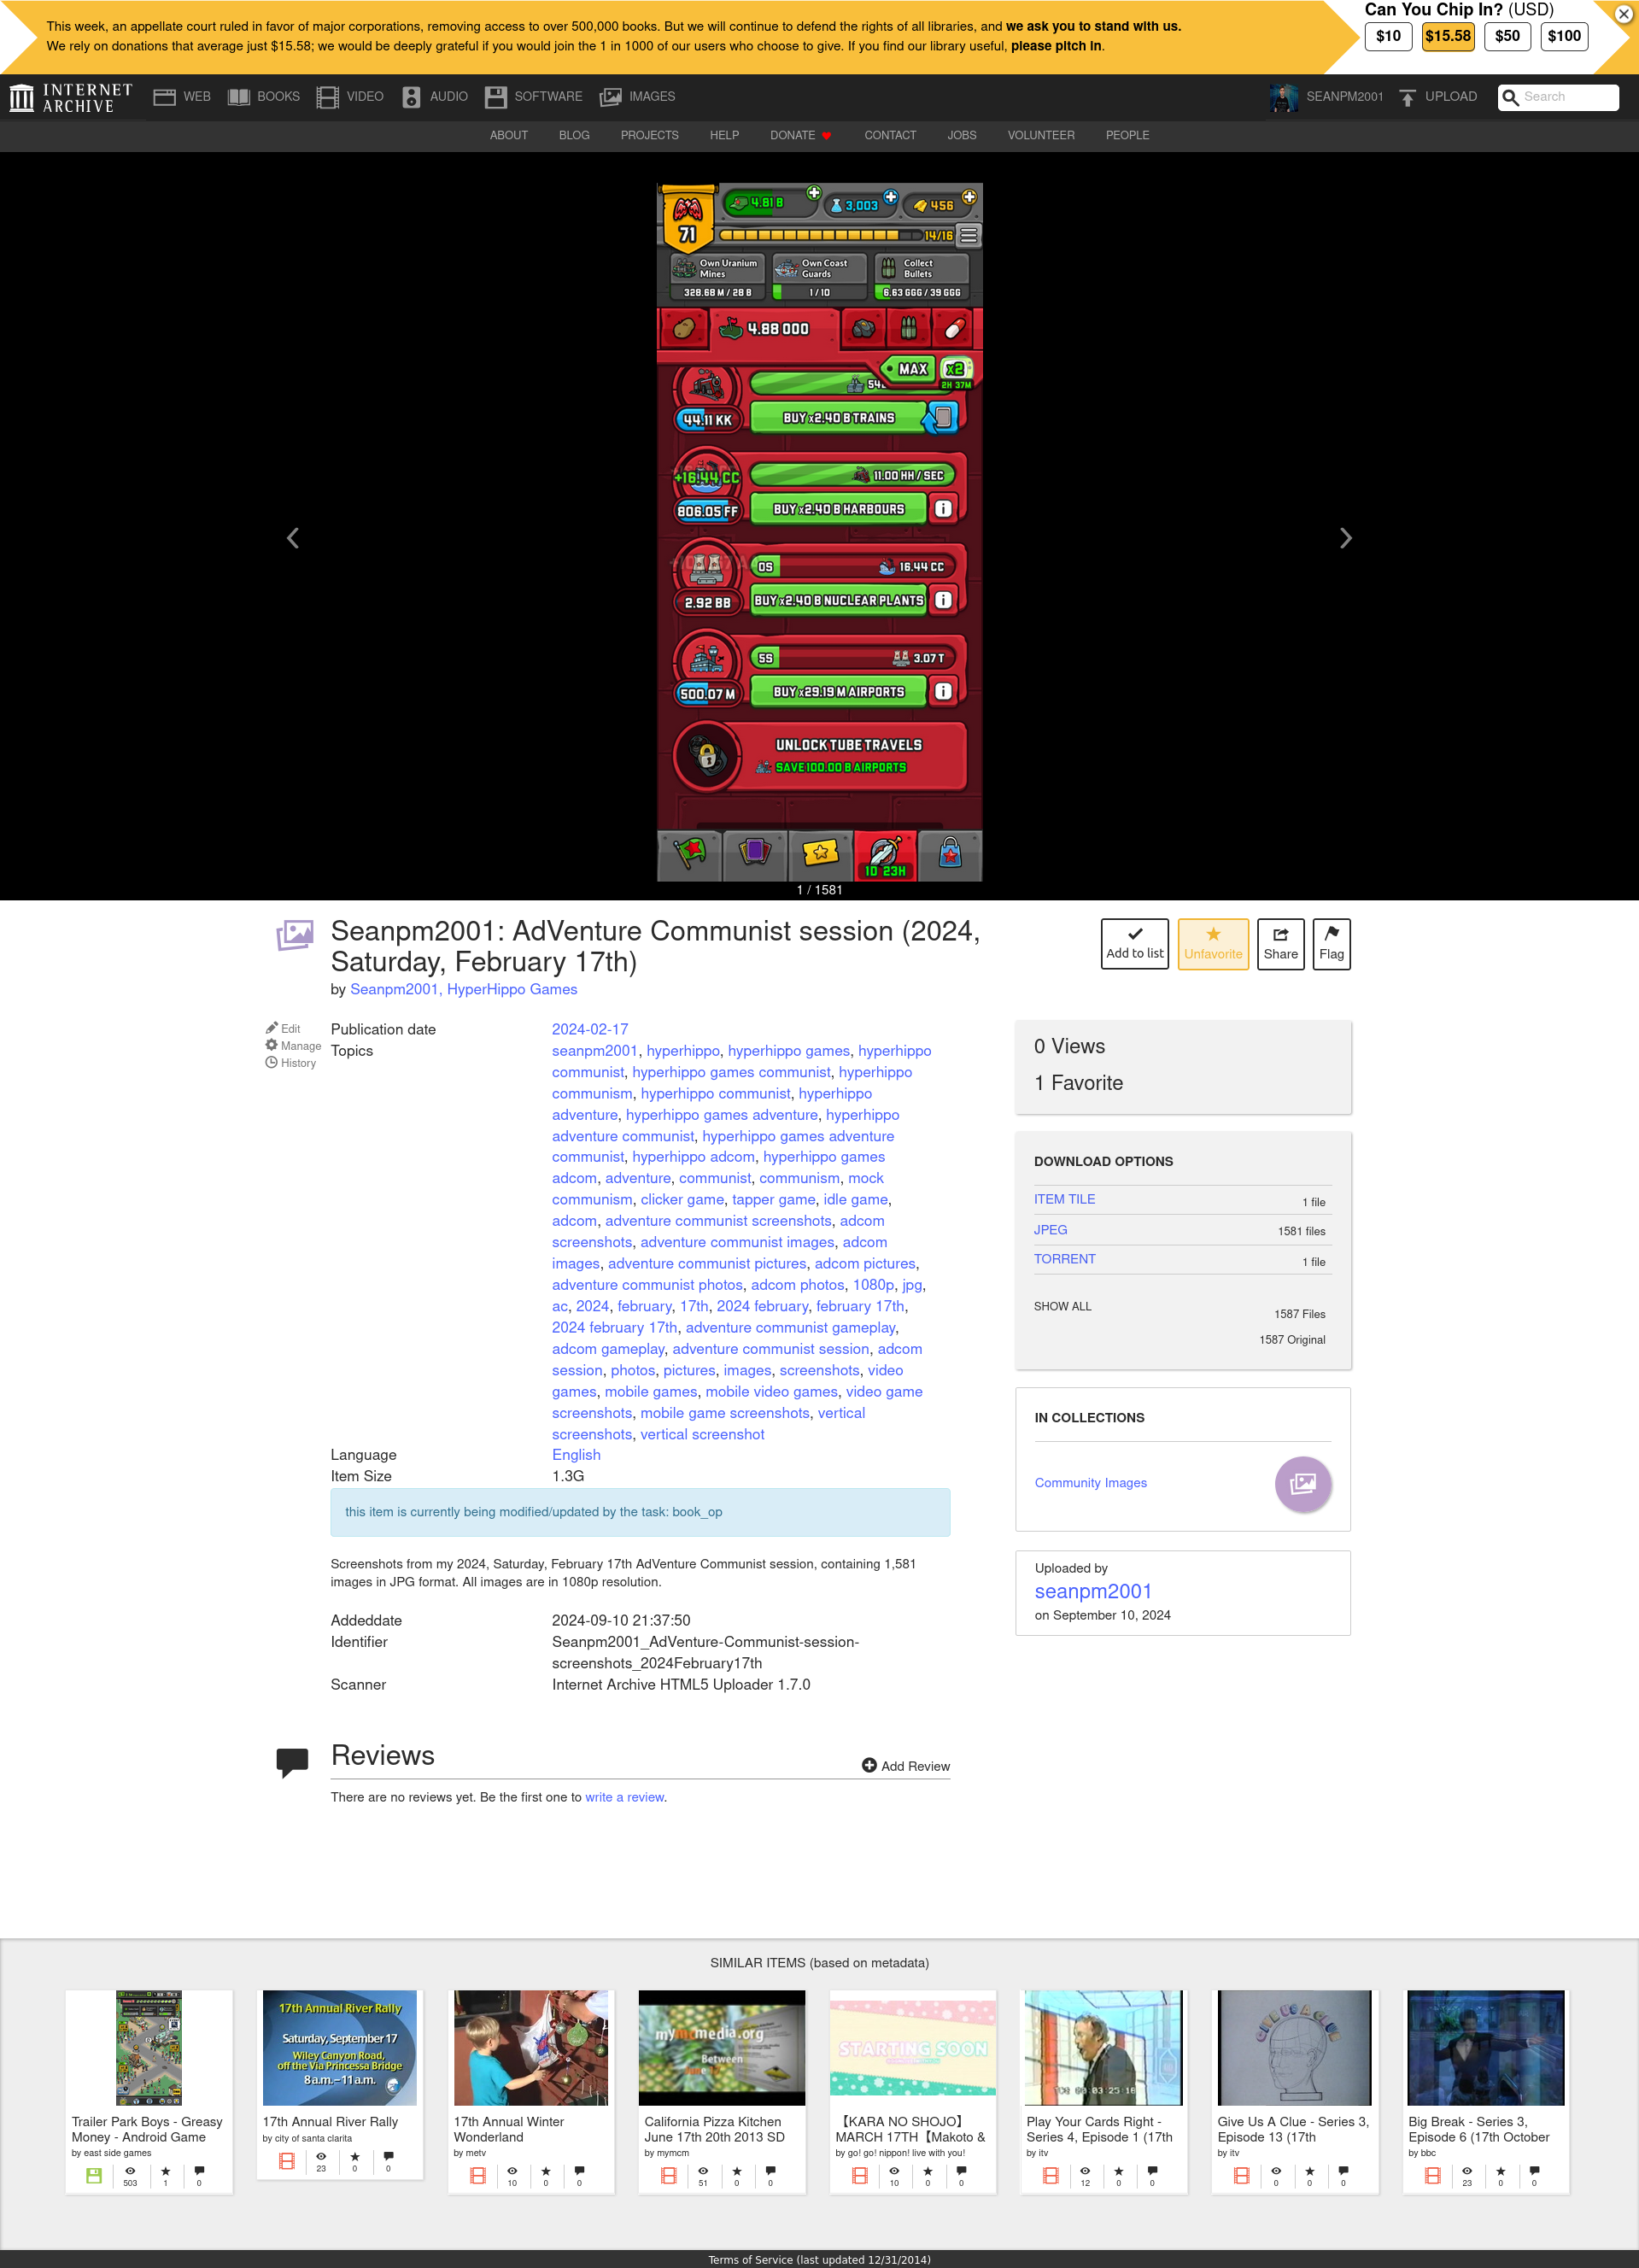 This week, an appellate court ruled in favor of major corporations, removing access to over 500,000 books. But we will continue to defend the rights of all libraries, and we ask you to stand with us.
We rely on donations that average just $15.58; we would be deeply grateful if you would join the 1 in 1000 of our users who choose to give. If you find our library useful, please pitch in.
Can You Chip In? (USD)
$10 $15.58 $50 $100
INTERNET ARCHIVE
WEB BOOKS VIDEO AUDIO SOFTWARE IMAGES SEANPM2001 UPLOAD Search
ABOUT BLOG PROJECTS HELP DONATE CONTACT JOBS VOLUNTEER PEOPLE
4.81 B 3,003 456
71
14/16
Own Uranium Mines
328.68 M / 28 B
Own Coast Guards
1 / 10
Collect Bullets
6.63 GGG / 39 GGG
4.88 000
MAX x2
2H 37M
44.11 KK
BUY x2.40 B TRAINS
+16.44 CC
11.00 HH / SEC
806.05 FF
BUY x2.40 B HARBOURS
0S 16.44 CC
2.92 BB
BUY x2.40 B NUCLEAR PLANTS
5S 3.07 T
500.07 M
BUY x29.19 M AIRPORTS
UNLOCK TUBE TRAVELS
SAVE 100.00 B AIRPORTS
1D 23H
1 / 1581
Seanpm2001: AdVenture Communist session (2024,
Saturday, February 17th)
by Seanpm2001, HyperHippo Games
Add to list
Unfavorite
Share
Flag
Edit
Manage
History
Publication date 2024-02-17
Topics seanpm2001, hyperhippo, hyperhippo games, hyperhippo
communist, hyperhippo games communist, hyperhippo
communism, hyperhippo communist, hyperhippo
adventure, hyperhippo games adventure, hyperhippo
adventure communist, hyperhippo games adventure
communist, hyperhippo adcom, hyperhippo games
adcom, adventure, communist, communism, mock
communism, clicker game, tapper game, idle game,
adcom, adventure communist screenshots, adcom
screenshots, adventure communist images, adcom
images, adventure communist pictures, adcom pictures,
adventure communist photos, adcom photos, 1080p, jpg,
ac, 2024, february, 17th, 2024 february, february 17th,
2024 february 17th, adventure communist gameplay,
adcom gameplay, adventure communist session, adcom
session, photos, pictures, images, screenshots, video
games, mobile games, mobile video games, video game
screenshots, mobile game screenshots, vertical
screenshots, vertical screenshot
Language English
Item Size 1.3G
this item is currently being modified/updated by the task: book_op
Screenshots from my 2024, Saturday, February 17th AdVenture Communist session, containing 1,581
images in JPG format. All images are in 1080p resolution.
Addeddate 2024-09-10 21:37:50
Identifier Seanpm2001_AdVenture-Communist-session-
screenshots_2024February17th
Scanner Internet Archive HTML5 Uploader 1.7.0
0 Views
1 Favorite
DOWNLOAD OPTIONS
ITEM TILE 1 file
JPEG 1581 files
TORRENT 1 file
SHOW ALL 1587 Files
1587 Original
IN COLLECTIONS
Community Images
Uploaded by
seanpm2001
on September 10, 2024
Reviews
Add Review
There are no reviews yet. Be the first one to write a review.
SIMILAR ITEMS (based on metadata)
Trailer Park Boys - Greasy
Money - Android Game
by east side games
503 1 0
17th Annual River Rally
Saturday, September 17
Wiley Canyon Road,
off the Via Princessa Bridge
8 a.m. – 11 a.m.
17th Annual River Rally
by city of santa clarita
23 0 0
17th Annual Winter
Wonderland
by metv
10 0 0
mymcmedia.org
Between
California Pizza Kitchen
June 17th 20th 2013 SD
by mymcm
51 0 0
STARTING SOON
【KARA NO SHOJO】
MARCH 17TH【Makoto &
by go! go! nippon! live with you!
10 0 0
Play Your Cards Right -
Series 4, Episode 1 (17th
by itv
12 0 0
Give Us A Clue - Series 3,
Episode 13 (17th
by itv
0 0 0
Big Break - Series 3,
Episode 6 (17th October
by bbc
23 0 0
Terms of Service (last updated 12/31/2014)